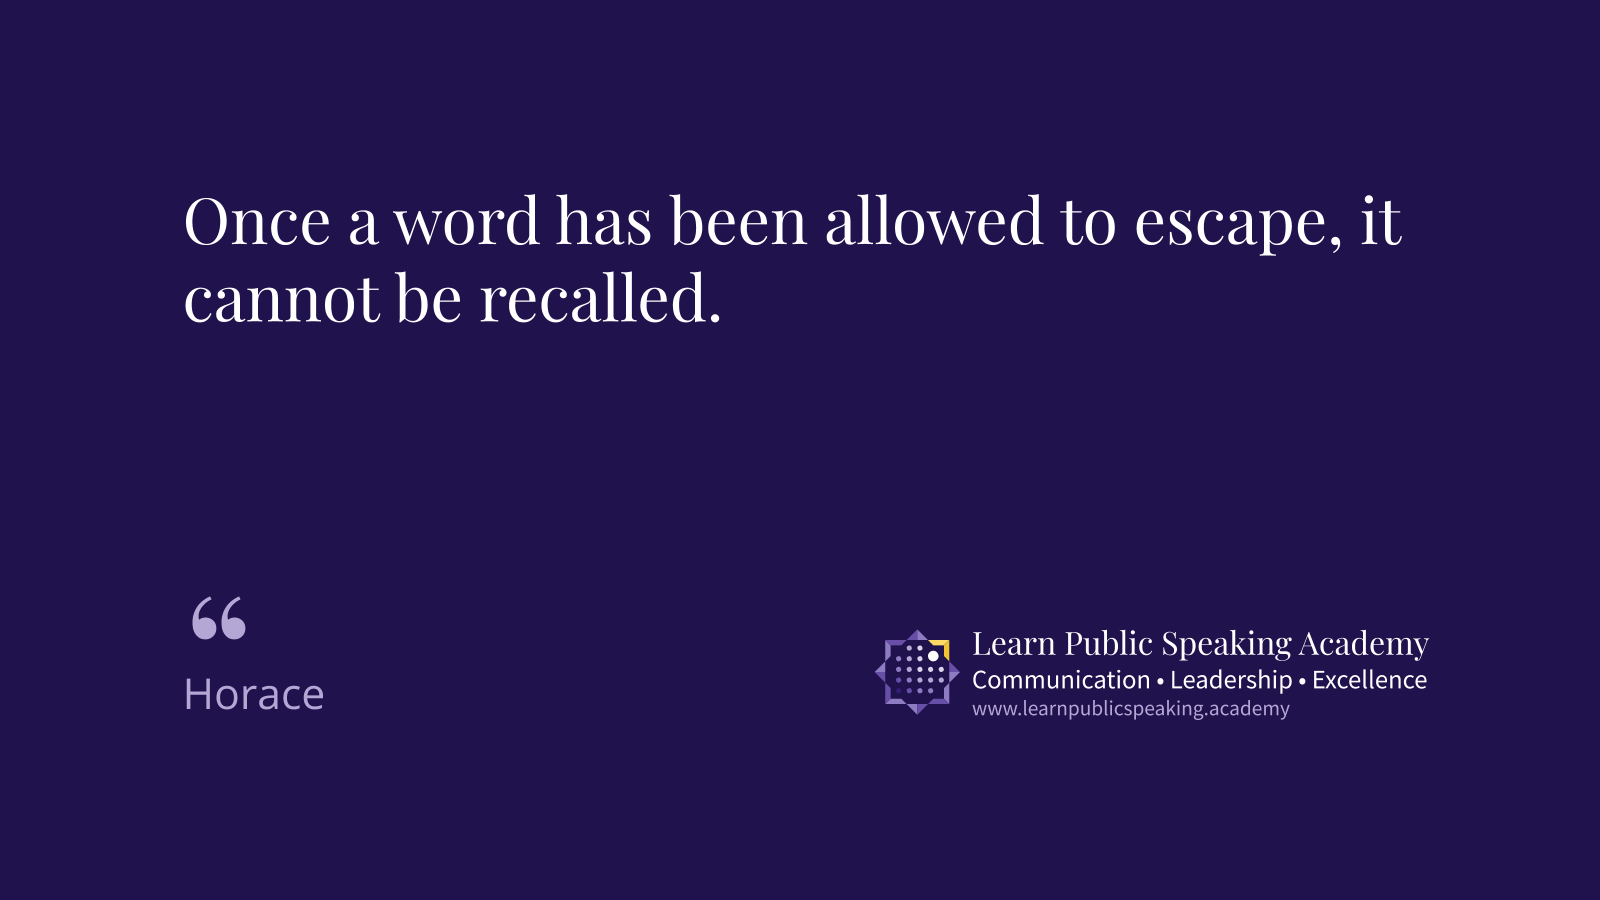 Once a word has been allowed to escape, it
cannot be recalled.
“
Horace
Learn Public Speaking Academy
Communication • Leadership • Excellence
www.learnpublicspeaking.academy